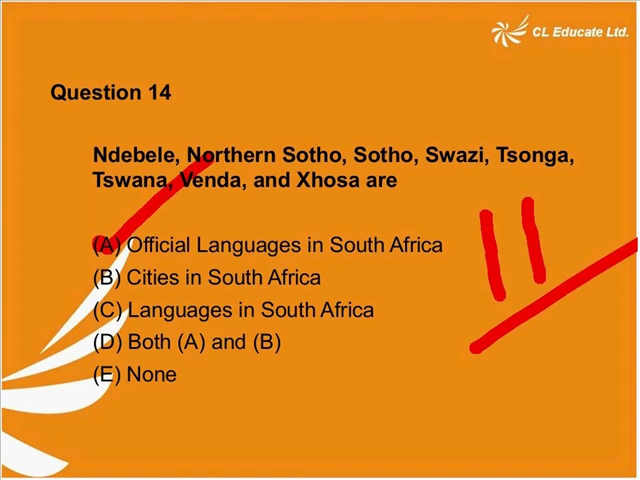 CL Educate Ltd.
Question 14
Ndebele, Northern Sotho, Sotho, Swazi, Tsonga,
Tswana, Venda, and Xhosa are
(A) Official Languages in South Africa
(B) Cities in South Africa
(C) Languages in South Africa
(D) Both (A) and (B)
(E) None
11